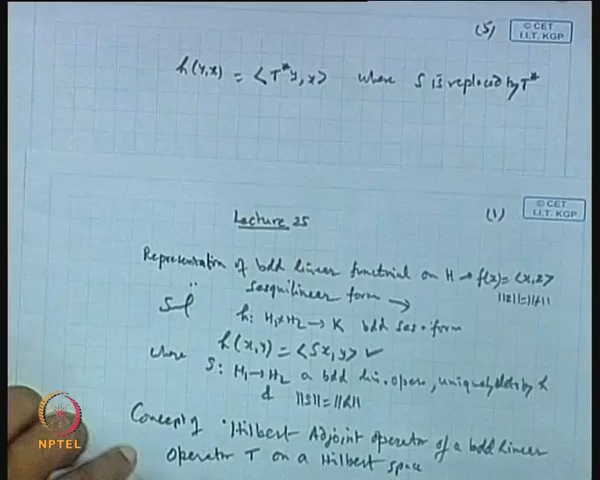 (5)
© CET
I.I.T. KGP
h(y,x) = <T*y, x> where S is replaced by T*
Lecture 25
(1)
© CET
I.I.T. KGP
Representation of bdd linear functional on H → f(x) = <x,z>
||z|| = ||f||
" sesquilinear form →
h: H₁×H₂ → K bdd ses. form
where h(x,y) = <Sx, y> ✓
S: H₁ → H₂ a bdd lin. oper, uniquely det by h
d ||S|| = ||h||
Concept of Hilbert Adjoint operator of a bdd linear
operator T on a Hilbert space
NPTEL